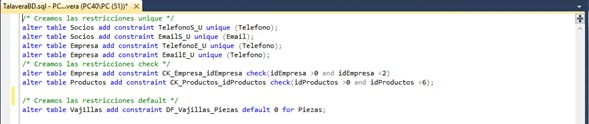 TalaveraBD.sql - PC...vera (PC40\PC (51))*
/* Creamos las restricciones unique */
alter table Socios add constraint TelefonoS_U unique (Telefono);
alter table Socios add constraint EmailS_U unique (Email);
alter table Empresa add constraint TelefonoE_U unique (Telefono);
alter table Empresa add constraint EmailE_U unique (Telefono);
/* Creamos las restricciones check */
alter table Empresa add constraint CK_Empresa_idEmpresa check(idEmpresa >0 and idEmpresa <2)
alter table Productos add constraint CK_Productos_idProductos check(idProductos >0 and idProductos <6);
/* Creamos las restricciones default */
alter table Vajillas add constraint DF_Vajillas_Piezas default 0 for Piezas;